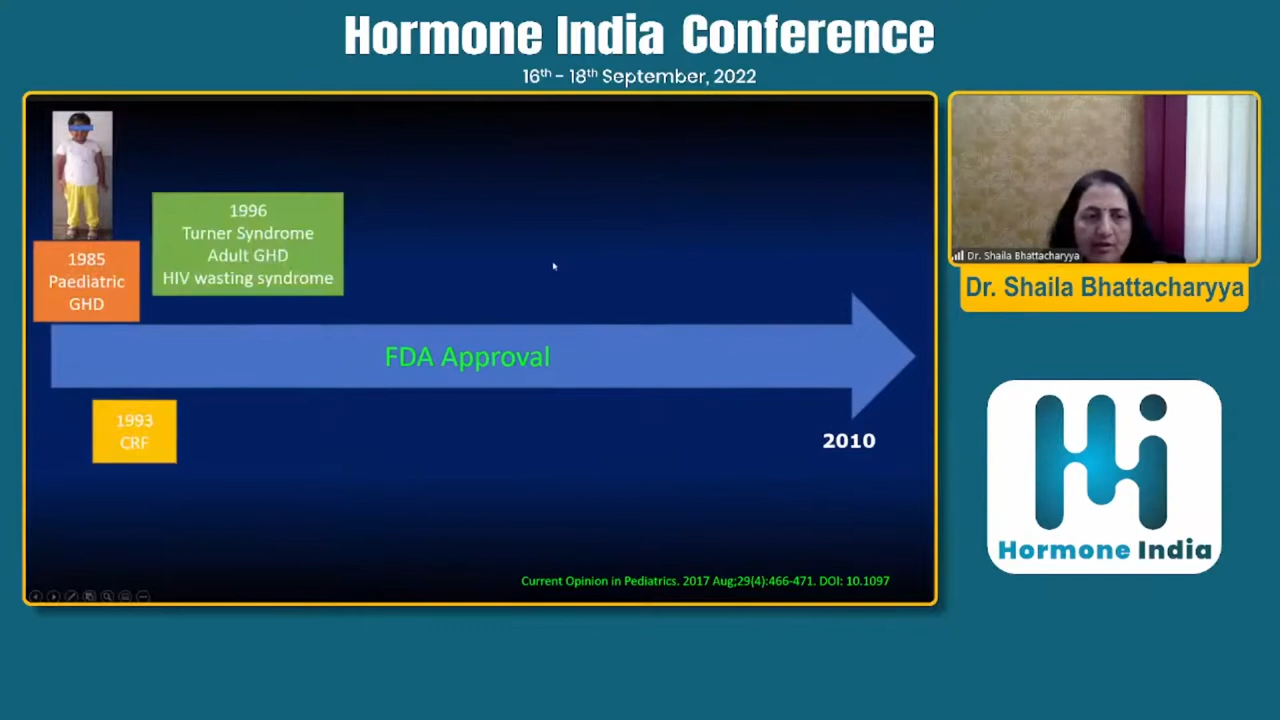 Hormone India Conference
16th - 18th September, 2022
1985
Paediatric
GHD
1996
Turner Syndrome
Adult GHD
HIV wasting syndrome
FDA Approval
1993
CRF
2010
Current Opinion in Pediatrics. 2017 Aug;29(4):466-471. DOI: 10.1097
Dr. Shaila Bhattacharyya
Dr. Shaila Bhattacharyya
Hi
Hormone India